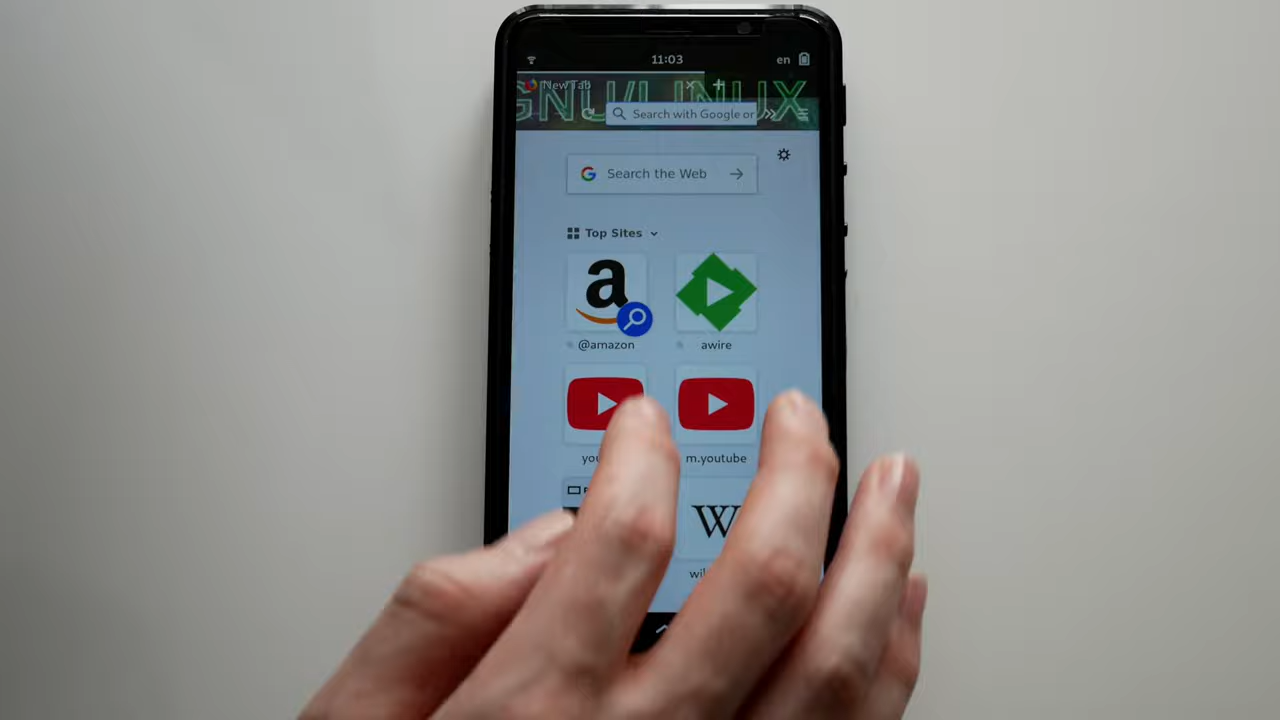 11:03 en
New Tab
GNU/LINUX
Search with Google or
Search the Web
Top Sites
@amazon awire
m.youtube
W